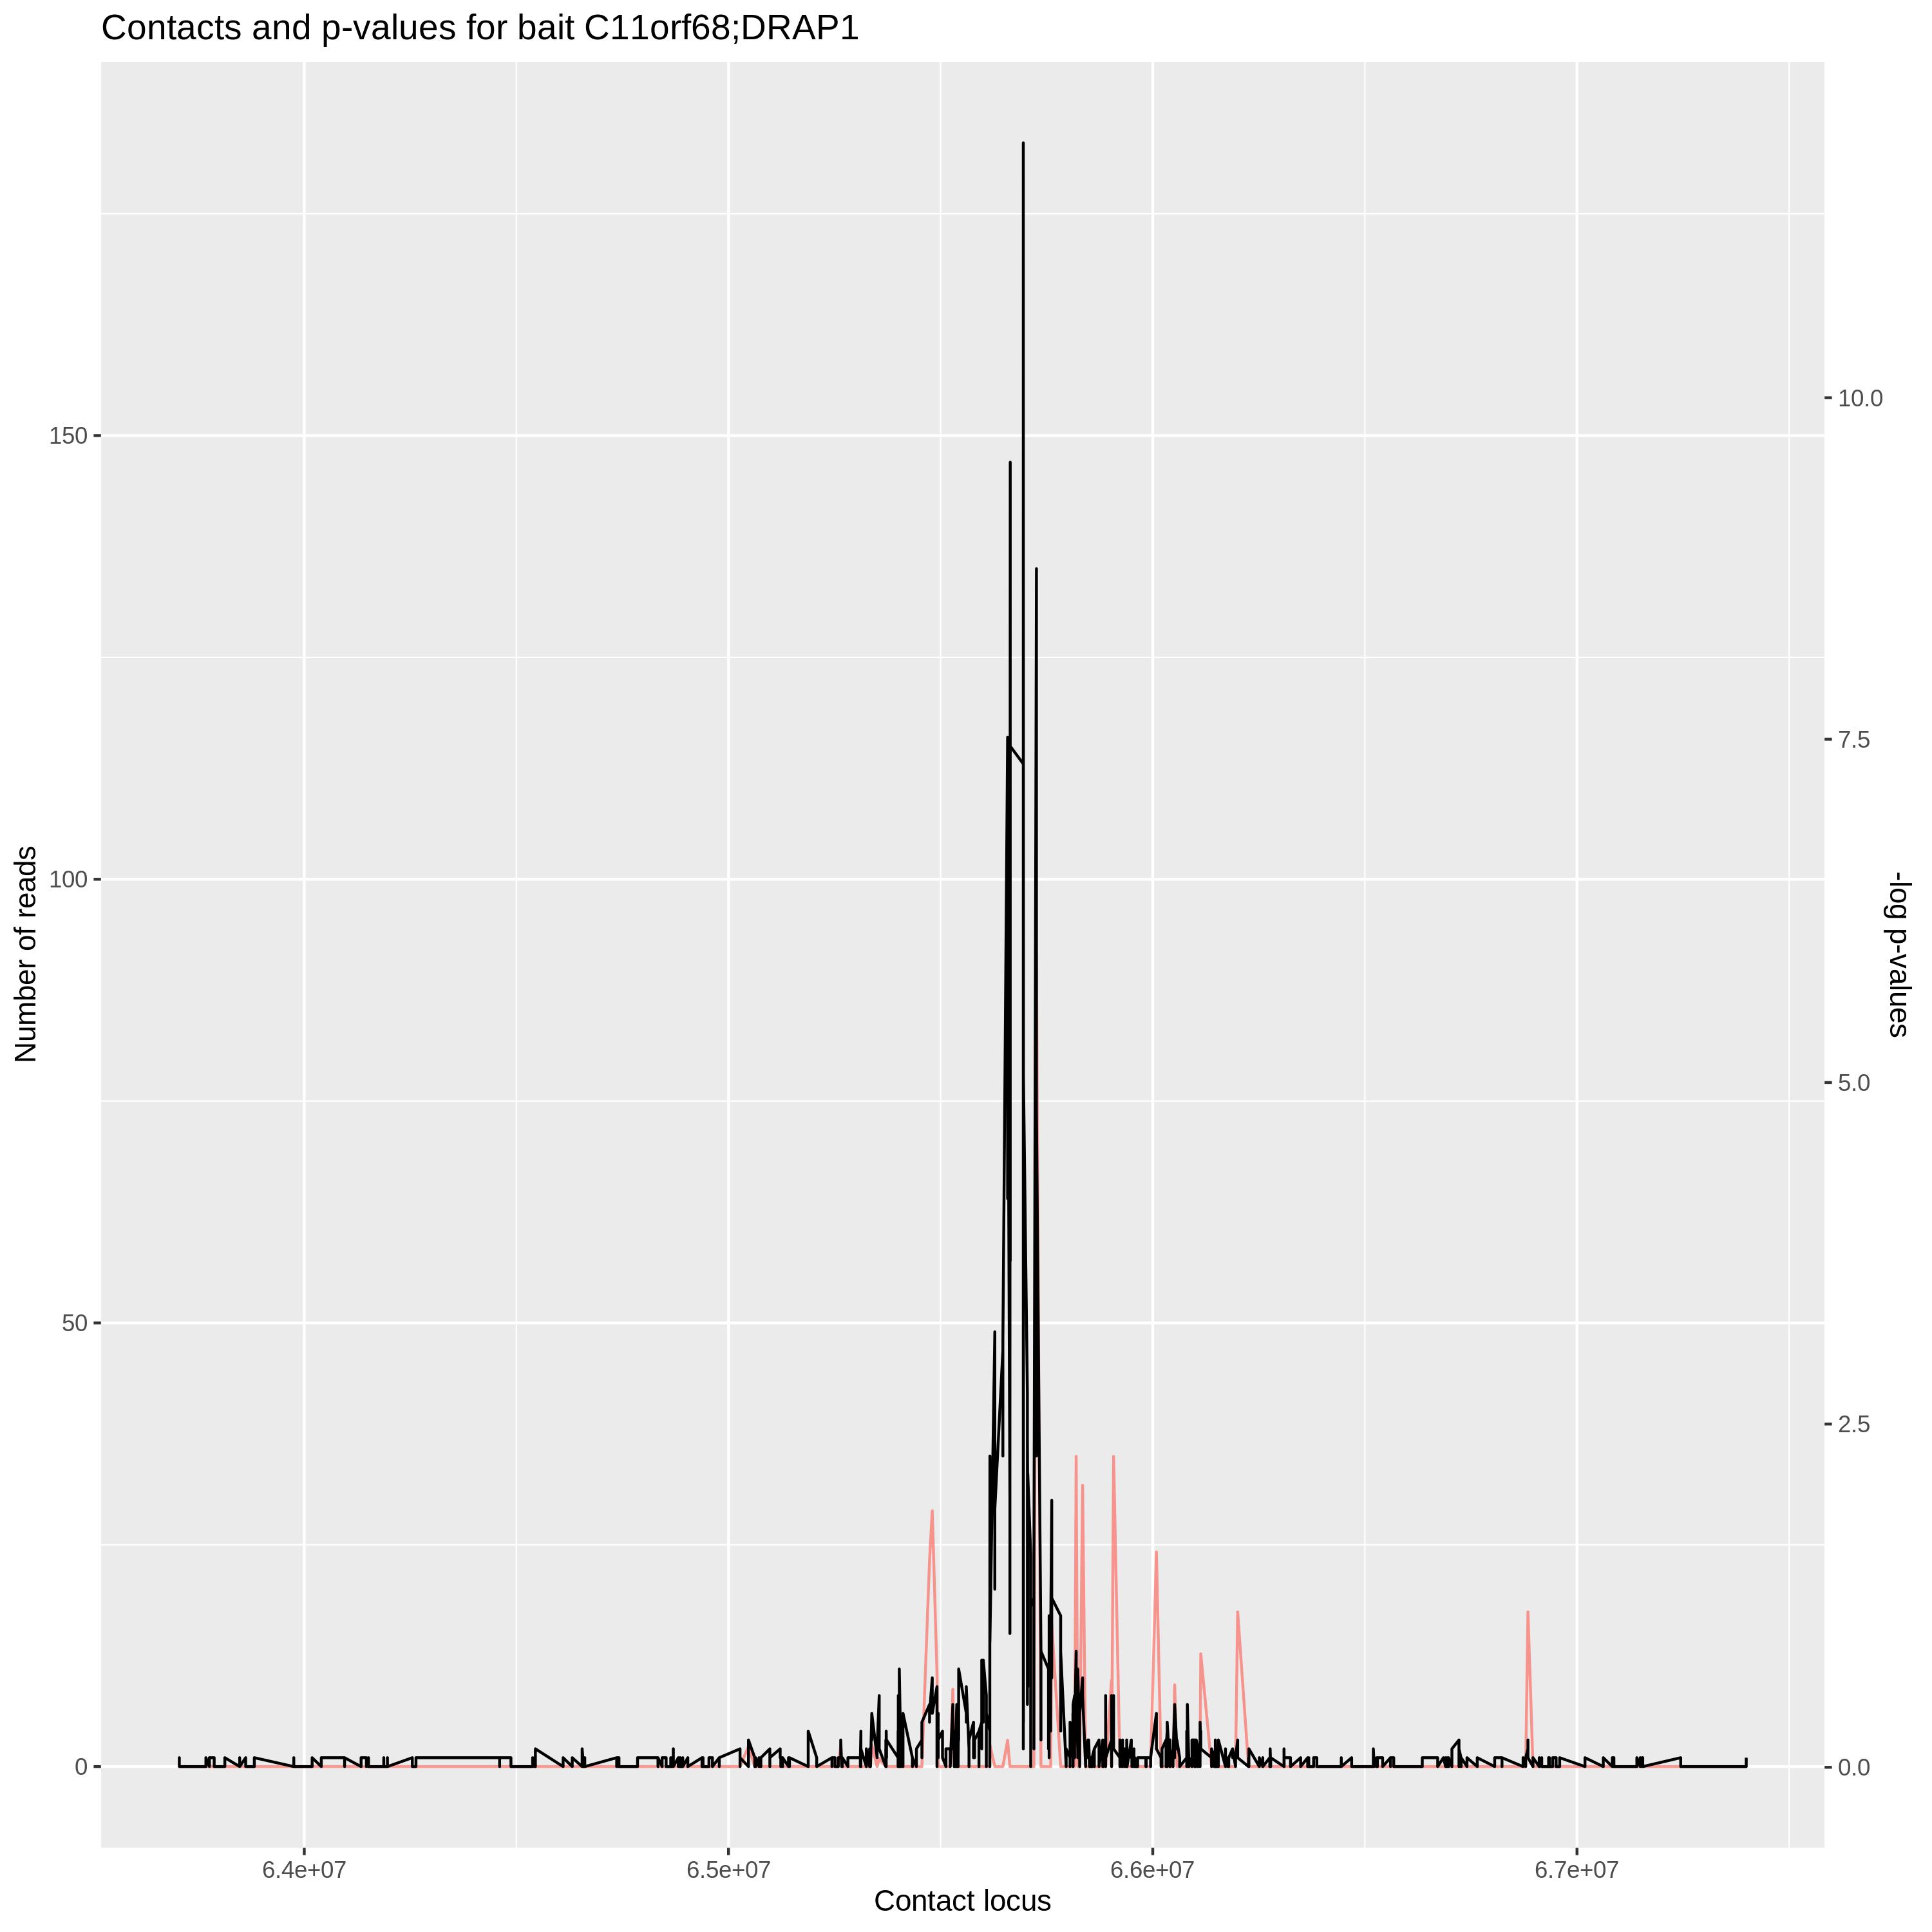 Contacts and p-values for bait C11orf68;DRAP1
150
100
50
0
Number of reads
10.0
7.5
5.0
2.5
0.0
-log p-values
6.4e+07
6.5e+07
6.6e+07
6.7e+07
Contact locus